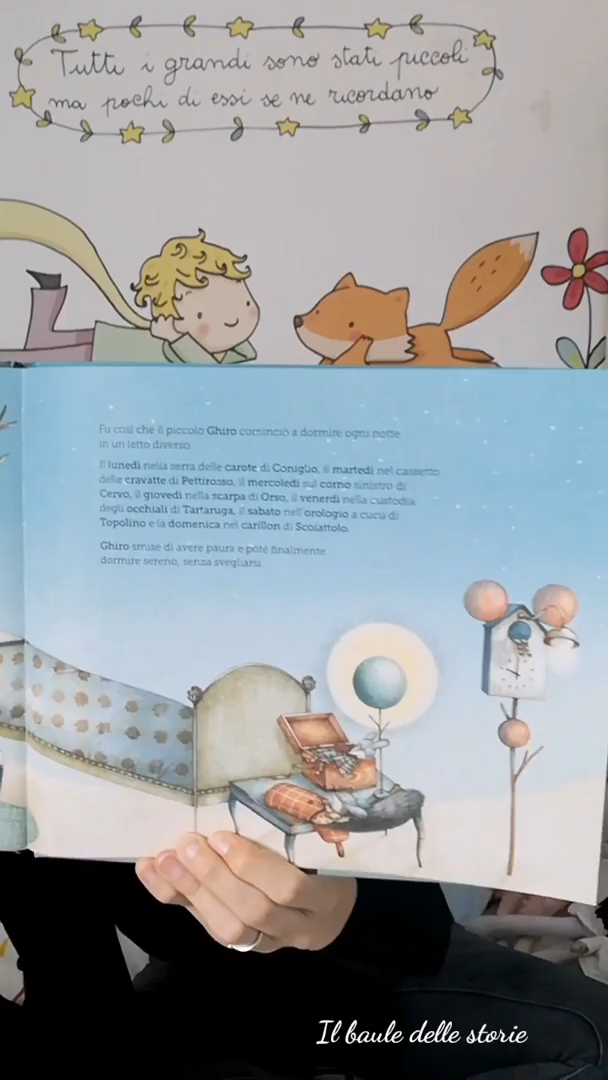 Tutti i grandi sono stati piccoli
ma pochi di essi se ne ricordano
Fu così che il piccolo Ghiro cominciò a dormire ogni notte
in un letto diverso.
Il lunedì nella serra delle carote di Coniglio, il martedì nel cassetto
delle cravatte di Pettirosso, il mercoledì sul corno sinistro di
Cervo, il giovedì nella scarpa di Orso, il venerdì nella custodia
degli occhiali di Tartaruga, il sabato nell'orologio a cucù di
Topolino e la domenica nel carillon di Scoiattolo.
Ghiro smise di avere paura e poté finalmente
dormire sereno, senza svegliarsi.
Il baule delle storie